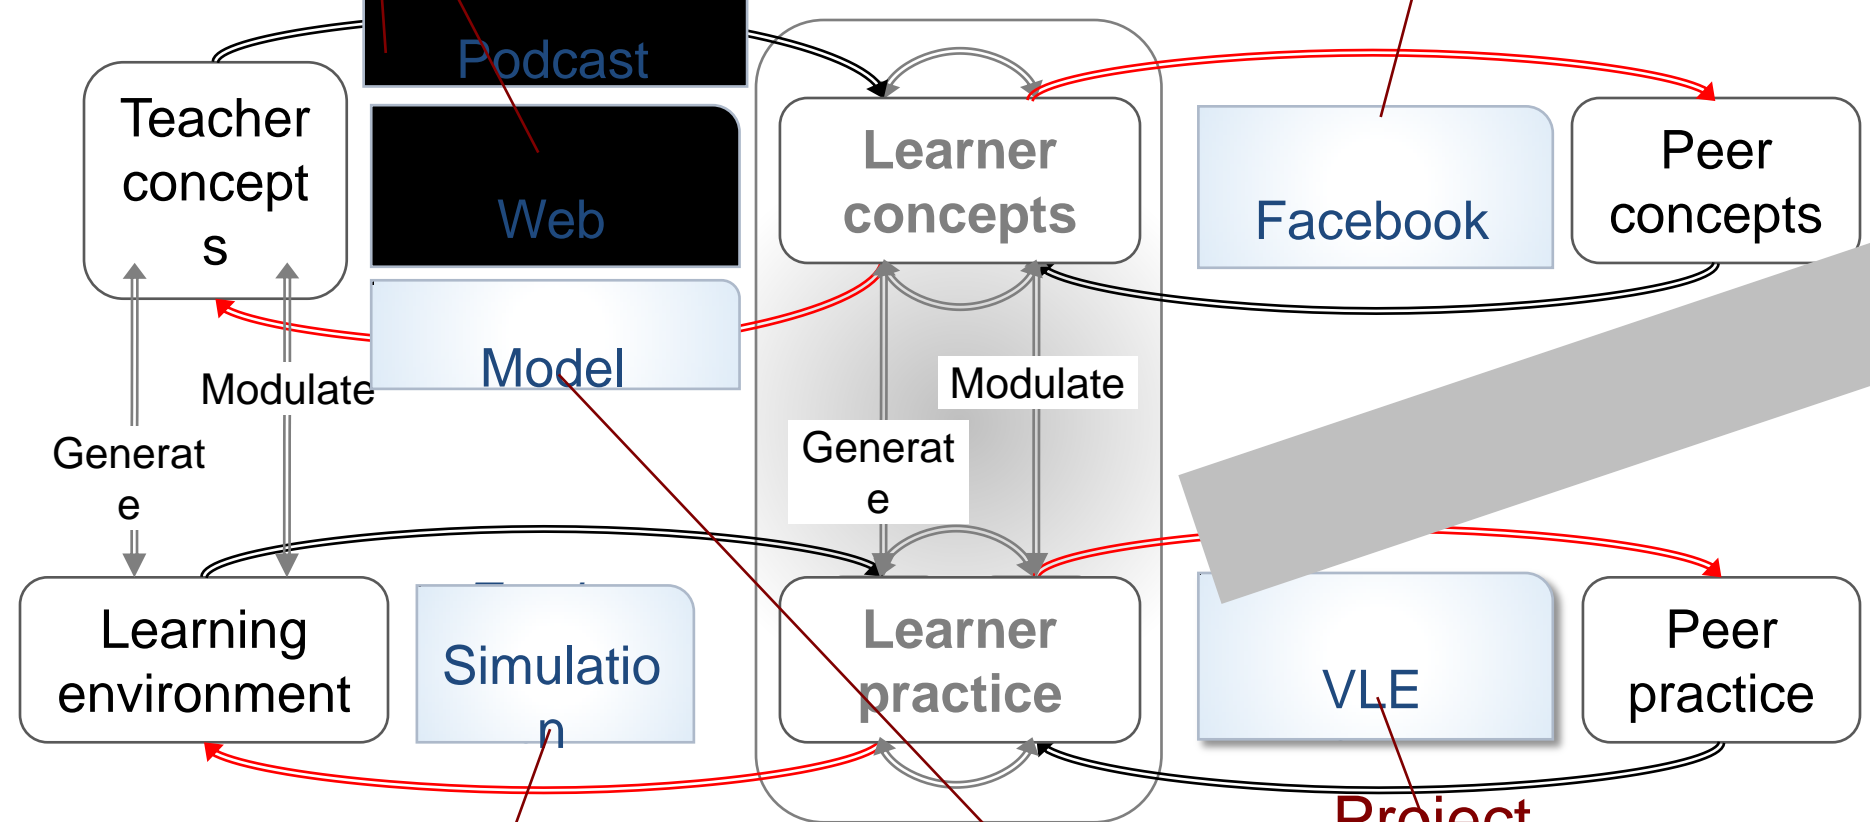 Podcast
Teacher
concept
s
Web
Learner
concepts
Facebook
Peer
concepts
Model
Modulate
Modulate
Generat
e
Generat
e
Learning
environment
Simulatio
n
Learner
practice
VLE
Peer
practice
Project